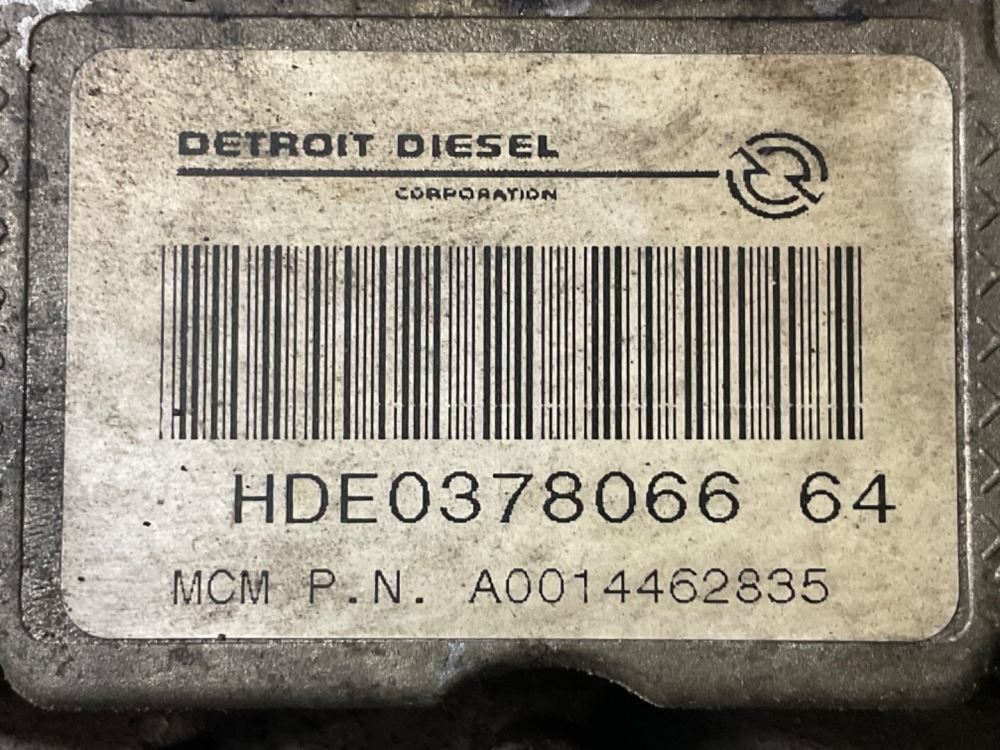 DETROIT DIESEL
CORPORATION
HDE0378066 64
MCM P.N. A0014462835